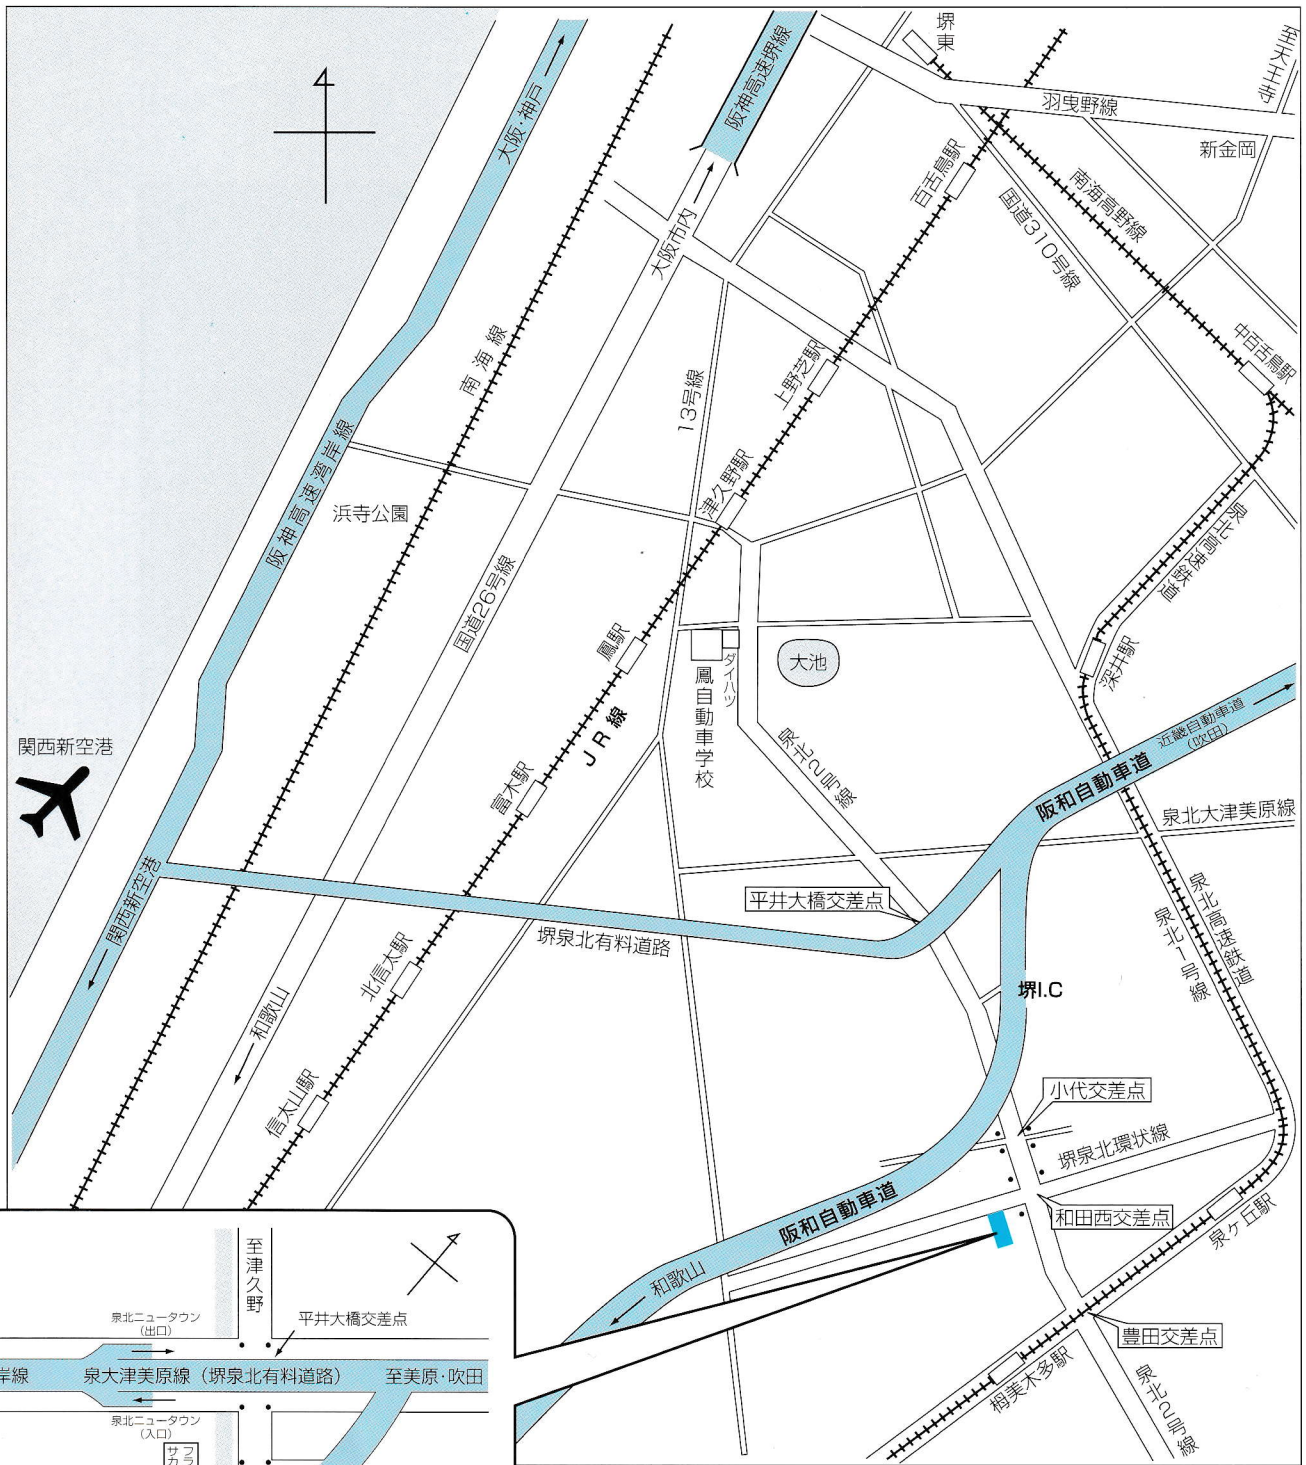 堺東
至天王寺
阪神高速堺線
羽曳野線
大阪・神戸
新金岡
百舌鳥駅
国道310号線
南海高野線
大阪市内
中百舌鳥駅
南海線
上野芝駅
13号線
津久野駅
阪神高速湾岸線
浜寺公園
泉北高速鉄道
国道26号線
鳳駅
ダイハツ
大池
鳳自動車学校
深井駅
JR線
近畿自動車道
(吹田)
泉北2号線
阪和自動車道
関西新空港
富木駅
泉北大津美原線
平井大橋交差点
関西新空港
堺泉北有料道路
泉北高速鉄道
泉北1号線
北信太駅
堺I.C
和歌山
小代交差点
信太山駅
堺泉北環状線
阪和自動車道
和田西交差点
泉ヶ丘駅
和歌山
豊田交差点
栂美木多駅
泉北2号線
至津久野
泉北ニュータウン
(出口)
平井大橋交差点
岸線
泉大津美原線(堺泉北有料道路)
至美原・吹田
泉北ニュータウン
(入口)